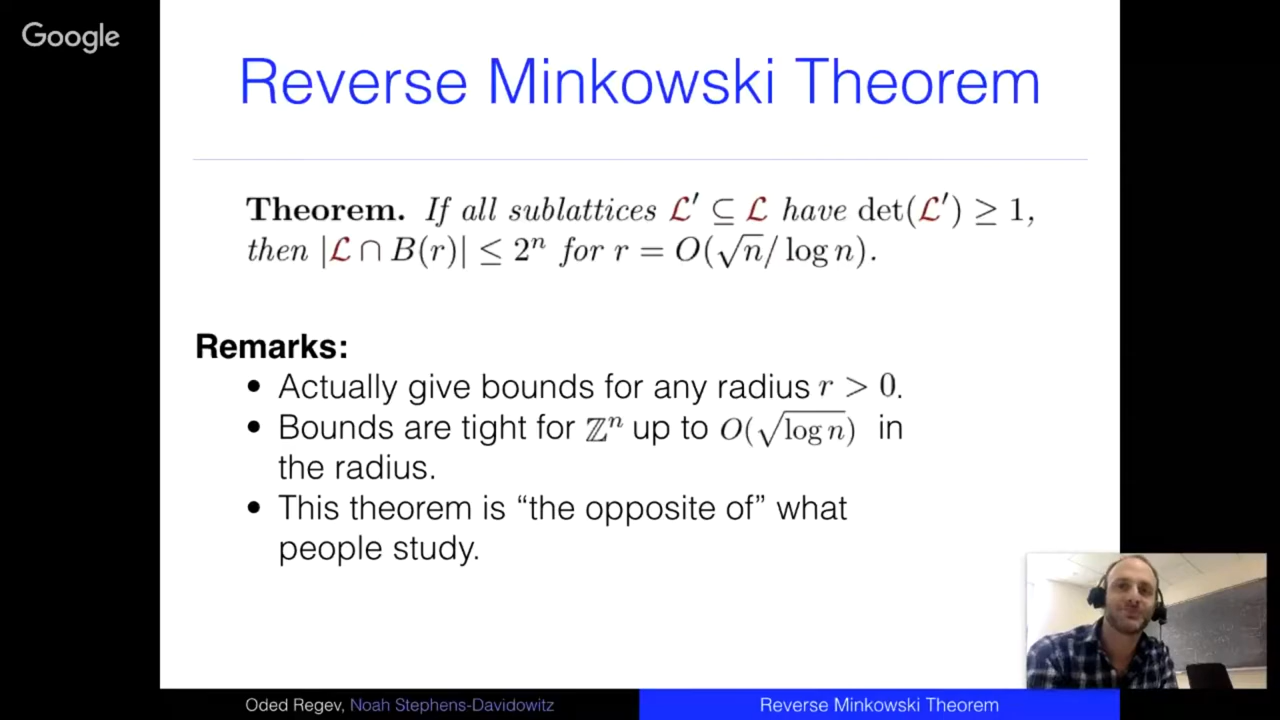 Google
Reverse Minkowski Theorem
Theorem. If all sublattices ℒ′ ⊆ ℒ have det(ℒ′) ≥ 1,
then |ℒ ∩ B(r)| ≤ 2ⁿ for r = O(√n/ log n).
Remarks:
• Actually give bounds for any radius r > 0.
• Bounds are tight for ℤⁿ up to O(√log n) in
the radius.
• This theorem is “the opposite of” what
people study.
Oded Regev, Noah Stephens-Davidowitz
Reverse Minkowski Theorem